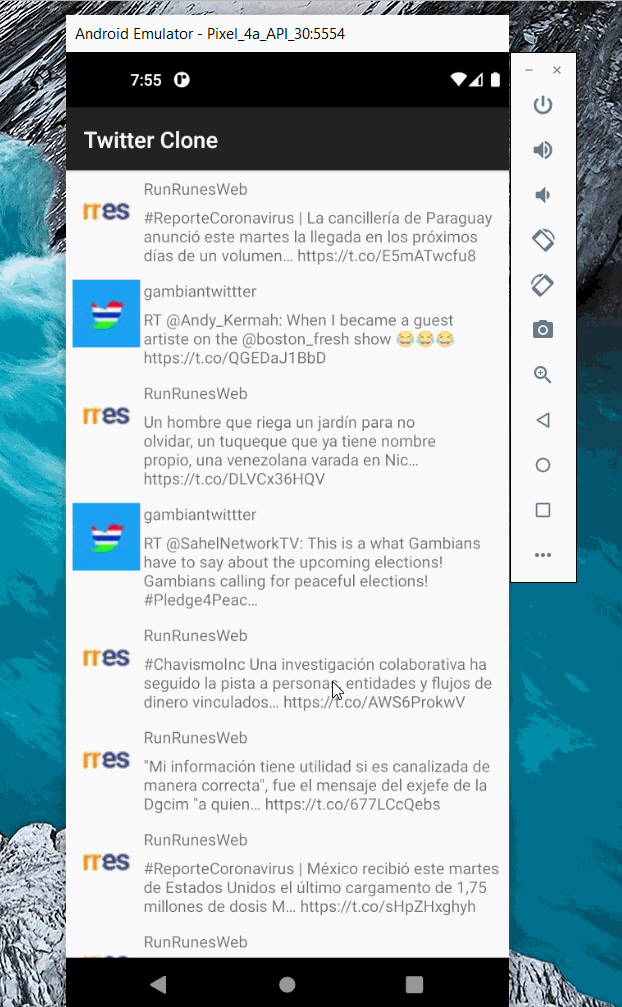 Android Emulator - Pixel_4a_API_30:5554
7:55
Twitter Clone
rres
RunRunesWeb
#ReporteCoronavirus | La cancillería de Paraguay
anunció este martes la llegada en los próximos
días de un volumen… https://t.co/E5mATwcfu8
gambiantwittter
RT @Andy_Kermah: When I became a guest
artiste on the @boston_fresh show 😂😂😂
https://t.co/QGEDaJ1BbD
rres
RunRunesWeb
Un hombre que riega un jardín para no
olvidar, un tuqueque que ya tiene nombre
propio, una venezolana varada en Nic…
https://t.co/DLVCx36HQV
gambiantwittter
RT @SahelNetworkTV: This is a what Gambians
have to say about the upcoming elections!
Gambians calling for peaceful elections!
#Pledge4Peac…
rres
RunRunesWeb
#ChavismoInc Una investigación colaborativa ha
seguido la pista a personas, entidades y flujos de
dinero vinculados… https://t.co/AWS6ProkwV
rres
RunRunesWeb
"Mi información tiene utilidad si es canalizada de
manera correcta", fue el mensaje del exjefe de la
Dgcim "a quien… https://t.co/677LCcQebs
rres
RunRunesWeb
#ReporteCoronavirus | México recibió este martes
de Estados Unidos el último cargamento de 1,75
millones de dosis M… https://t.co/sHpZHxghyh
RunRunesWeb